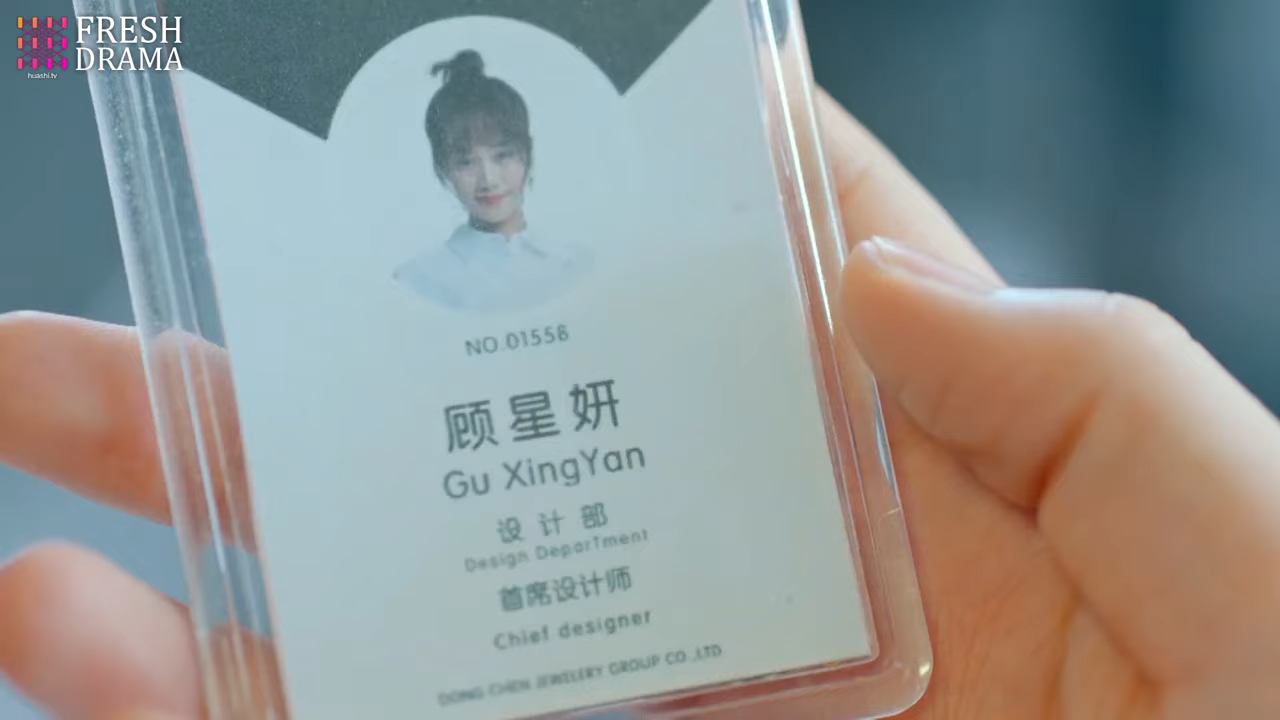 FRESH
DRAMA
huashi.tv
NO.01558
顾星妍
Gu XingYan
设计部
Design DeparTment
首席设计师
Chief designer
DONG CHEN JEWELERY GROUP CO.,LTD